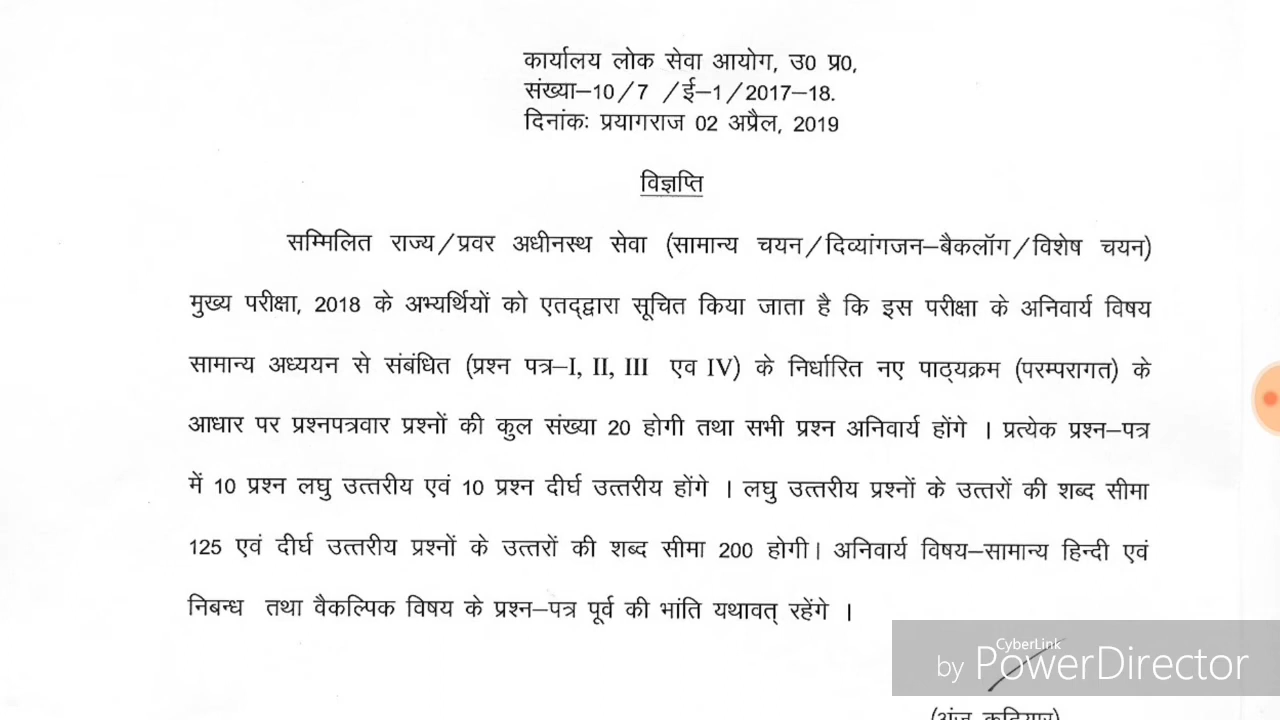 कार्यालय लोक सेवा आयोग, उ0 प्र0,
संख्या–10/7 /ई–1/2017–18.
दिनांकः प्रयागराज 02 अप्रैल, 2019
विज्ञप्ति
सम्मिलित राज्य/प्रवर अधीनस्थ सेवा (सामान्य चयन/दिव्यांगजन–बैकलॉग/विशेष चयन)
मुख्य परीक्षा, 2018 के अभ्यर्थियों को एतद्द्वारा सूचित किया जाता है कि इस परीक्षा के अनिवार्य विषय
सामान्य अध्ययन से संबंधित (प्रश्न पत्र–I, II, III एव IV) के निर्धारित नए पाठ्यक्रम (परम्परागत) के
आधार पर प्रश्नपत्रवार प्रश्नों की कुल संख्या 20 होगी तथा सभी प्रश्न अनिवार्य होंगे । प्रत्येक प्रश्न–पत्र
में 10 प्रश्न लघु उत्तरीय एवं 10 प्रश्न दीर्घ उत्तरीय होंगे । लघु उत्तरीय प्रश्नों के उत्तरों की शब्द सीमा
125 एवं दीर्घ उत्तरीय प्रश्नों के उत्तरों की शब्द सीमा 200 होगी। अनिवार्य विषय–सामान्य हिन्दी एवं
निबन्ध तथा वैकल्पिक विषय के प्रश्न–पत्र पूर्व की भांति यथावत् रहेंगे ।
CyberLink
by PowerDirector